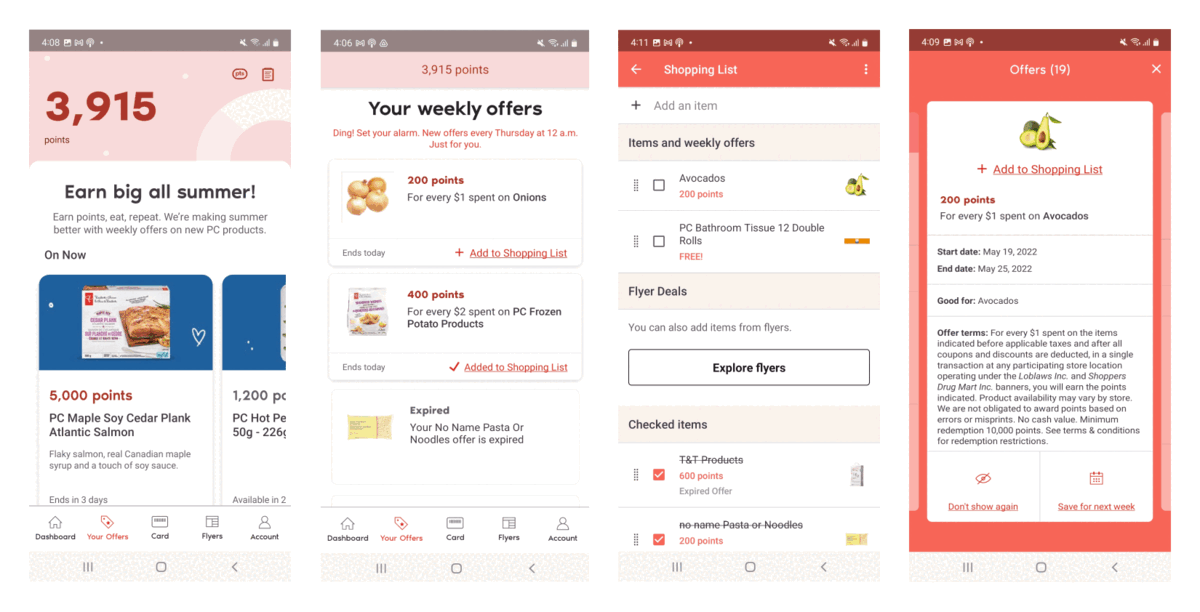 4:08
3,915
pts
points
Earn big all summer!
Earn points, eat, repeat. We're making summer
better with weekly offers on new PC products.
On Now
5,000 points
PC Maple Soy Cedar Plank
Atlantic Salmon
Flaky salmon, real Canadian maple
syrup and a touch of soy sauce.
Ends in 3 days
1,200 po
PC Hot Pe
50g - 226g
Available in 2
Dashboard
Your Offers
Card
Flyers
Account
4:06
3,915 points
Your weekly offers
Ding! Set your alarm. New offers every Thursday at 12 a.m.
Just for you.
200 points
For every $1 spent on Onions
Ends today
+ Add to Shopping List
400 points
For every $2 spent on PC Frozen
Potato Products
Ends today
Added to Shopping List
Expired
Your No Name Pasta Or
Noodles offer is expired
Dashboard
Your Offers
Card
Flyers
Account
4:11
Shopping List
+ Add an item
Items and weekly offers
Avocados
200 points
PC Bathroom Tissue 12 Double
Rolls
FREE!
Flyer Deals
You can also add items from flyers.
Explore flyers
Checked items
T&T Products
600 points
Expired Offer
no name Pasta or Noodles
200 points
4:09
Offers (19)
+ Add to Shopping List
200 points
For every $1 spent on Avocados
Start date: May 19, 2022
End date: May 25, 2022
Good for: Avocados
Offer terms: For every $1 spent on the items
indicated before applicable taxes and after all
coupons and discounts are deducted, in a single
transaction at any participating store location
operating under the Loblaws Inc. and Shoppers
Drug Mart Inc. banners, you will earn the points
indicated. Product availability may vary by store.
We are not obligated to award points based on
errors or misprints. No cash value. Minimum
redemption 10,000 points. See terms & conditions
for redemption restrictions.
Don't show again
Save for next week